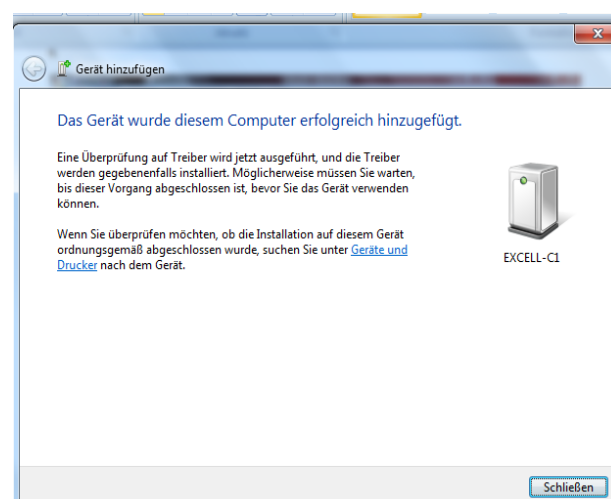 Gerät hinzufügen
Das Gerät wurde diesem Computer erfolgreich hinzugefügt.
Eine Überprüfung auf Treiber wird jetzt ausgeführt, und die Treiber
werden gegebenenfalls installiert. Möglicherweise müssen Sie warten,
bis dieser Vorgang abgeschlossen ist, bevor Sie das Gerät verwenden
können.
Wenn Sie überprüfen möchten, ob die Installation auf diesem Gerät
ordnungsgemäß abgeschlossen wurde, suchen Sie unter Geräte und
Drucker nach dem Gerät.
EXCELL-C1
Schließen